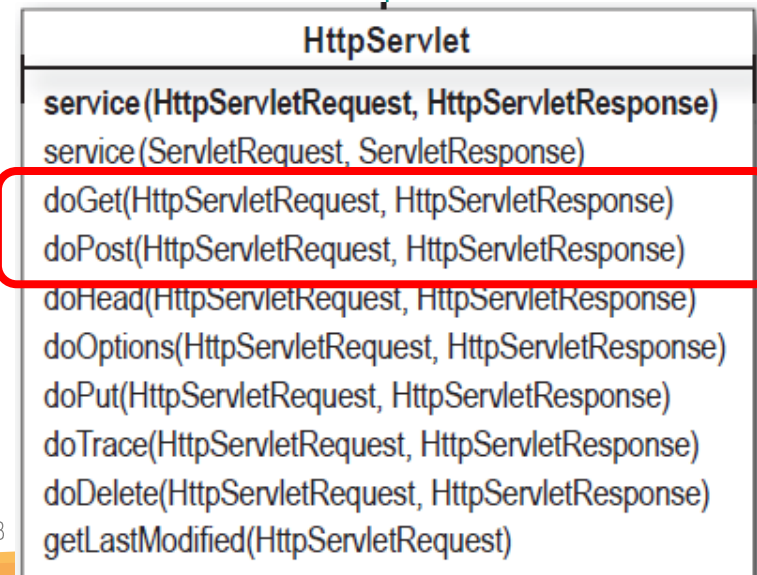 HttpServlet
service(HttpServletRequest, HttpServletResponse)
service(ServletRequest, ServletResponse)
doGet(HttpServletRequest, HttpServletResponse)
doPost(HttpServletRequest, HttpServletResponse)
doHead(HttpServletRequest, HttpServletResponse)
doOptions(HttpServletRequest, HttpServletResponse)
doPut(HttpServletRequest, HttpServletResponse)
doTrace(HttpServletRequest, HttpServletResponse)
doDelete(HttpServletRequest, HttpServletResponse)
getLastModified(HttpServletRequest)